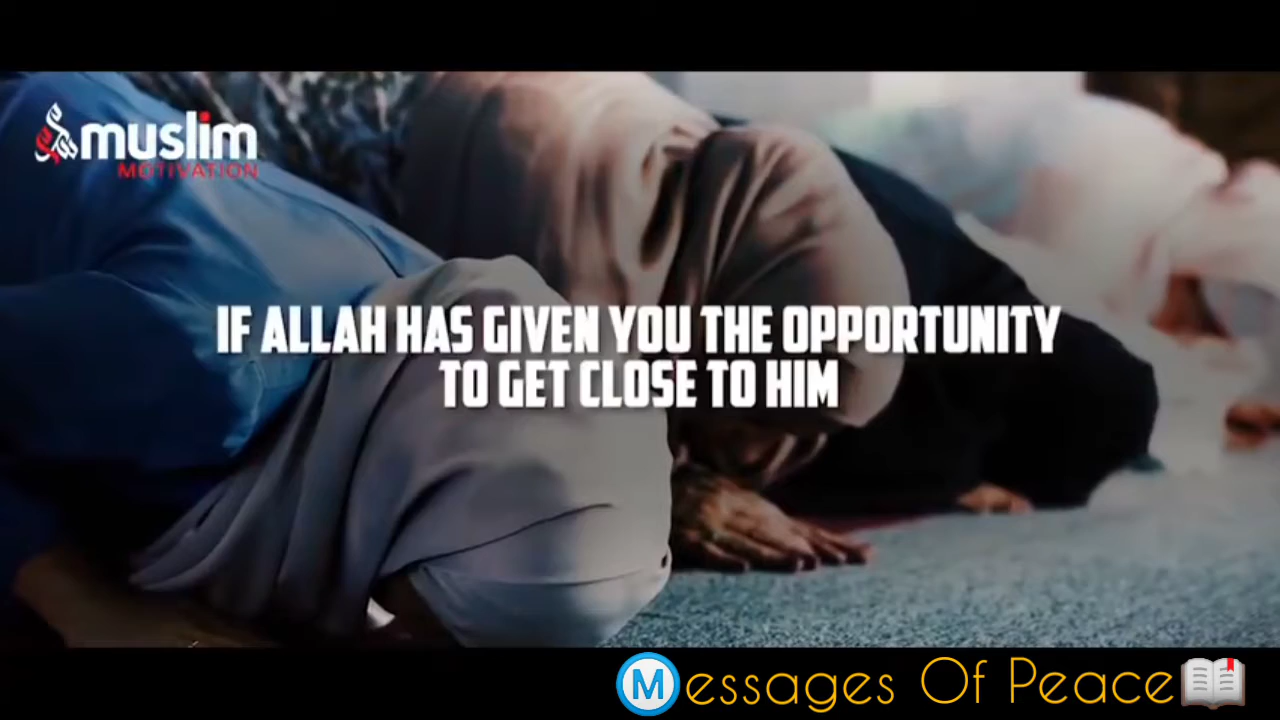 muslim
MOTIVATION
IF ALLAH HAS GIVEN YOU THE OPPORTUNITY
TO GET CLOSE TO HIM
Messages Of Peace